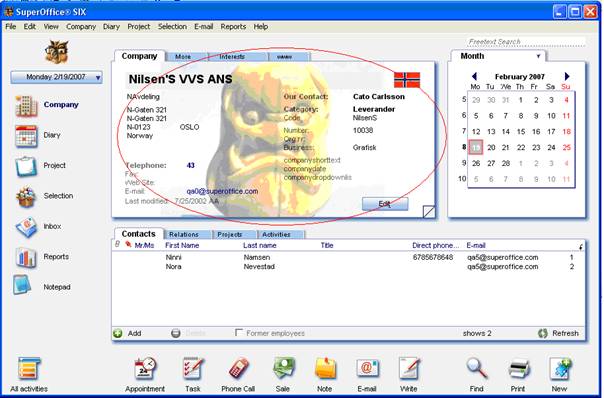 SuperOffice® SIX
File Edit View Company Diary Project Selection E-mail Reports Help
Freetext Search
Monday 2/19/2007
Company
Diary
Project
Selection
Inbox
Reports
Notepad
Company More Interests www
Nilsen'S VVS ANS
NAvdeling
N-Gaten 321
N-Gaten 321
N-0123 OSLO
Norway
Telephone: 43
Fax:
Web Site:
E-mail: qa0@superoffice.com
Last modified: 7/25/2002 AA
Our Contact: Cato Carlsson
Category: Leverandør
Code: NilsenS
Number: 10038
Org.nr:
Business: Grafisk
companyshorttext
companydate
companydropdownlis
Edit
Month
February 2007
Mo Tu We Th Fr Sa Su
5 29 30 31 1 2 3 4
6 5 6 7 8 9 10 11
7 12 13 14 15 16 17 18
8 19 20 21 22 23 24 25
9 26 27 28 1 2 3 4
10 5 6 7 8 9 10 11
Contacts Relations Projects Activities
Mr/Ms First Name Last name Title Direct phone... E-mail
Ninni Namsen 6785678648 qa5@superoffice.com 1
Nora Nevestad qa5@superoffice.com 2
Add Delete Former employees shows 2 Refresh
All activities Appointment Task Phone Call Sale Note E-mail Write Find Print New